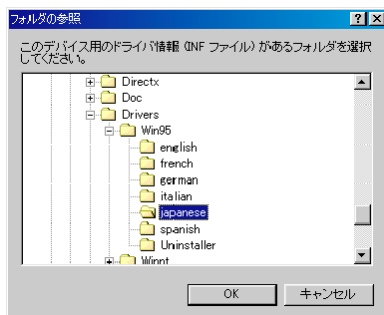 フォルダの参照
このデバイス用のドライバ情報（INF ファイル）があるフォルダを選択
してください。
Directx
Doc
Drivers
Win95
english
french
german
italian
japanese
spanish
Uninstaller
Winnt
OK
キャンセル